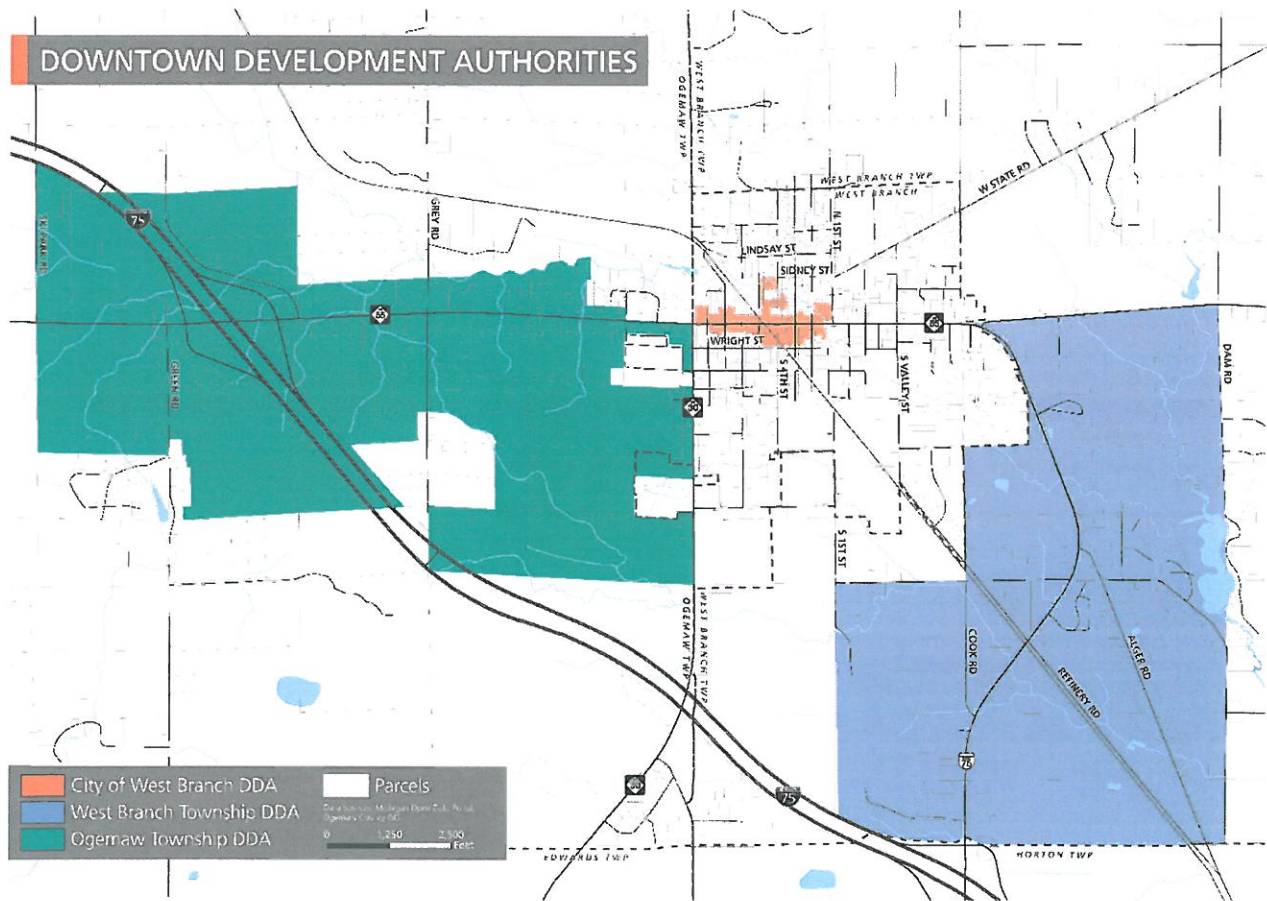 DOWNTOWN DEVELOPMENT AUTHORITIES
WEST BRANCH TWP
OGEMAW TWP
WEST BRANCH TWP
WEST BRANCH
W STATE RD
N 1ST ST
LINDSAY ST
SIDNEY ST
GREY RD
75
SKI PARK RD
55
55
WRIGHT ST
S 4TH ST
S VALLEY ST
DAM RD
GREEN RD
S 1ST ST
WEST BRANCH TWP
OGEMAW TWP
COOK RD
REFINERY RD
ALGER RD
75
EDWARDS TWP
HORTON TWP
City of West Branch DDA
West Branch Township DDA
Ogemaw Township DDA
Parcels
0 1,250 2,500
Feet